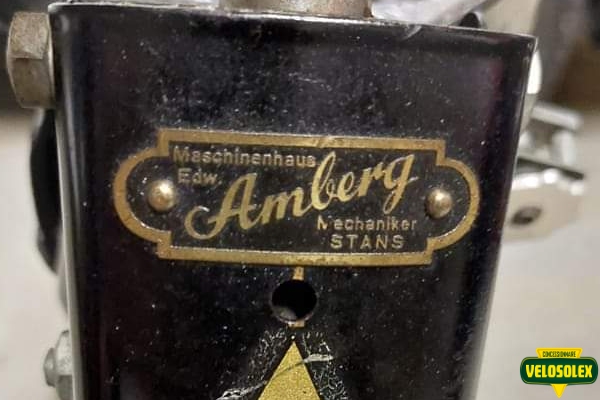 Maschinenhaus
Edw.
Amberg
Mechaniker
STANS
CONCESSIONNAIRE
VELOSOLEX